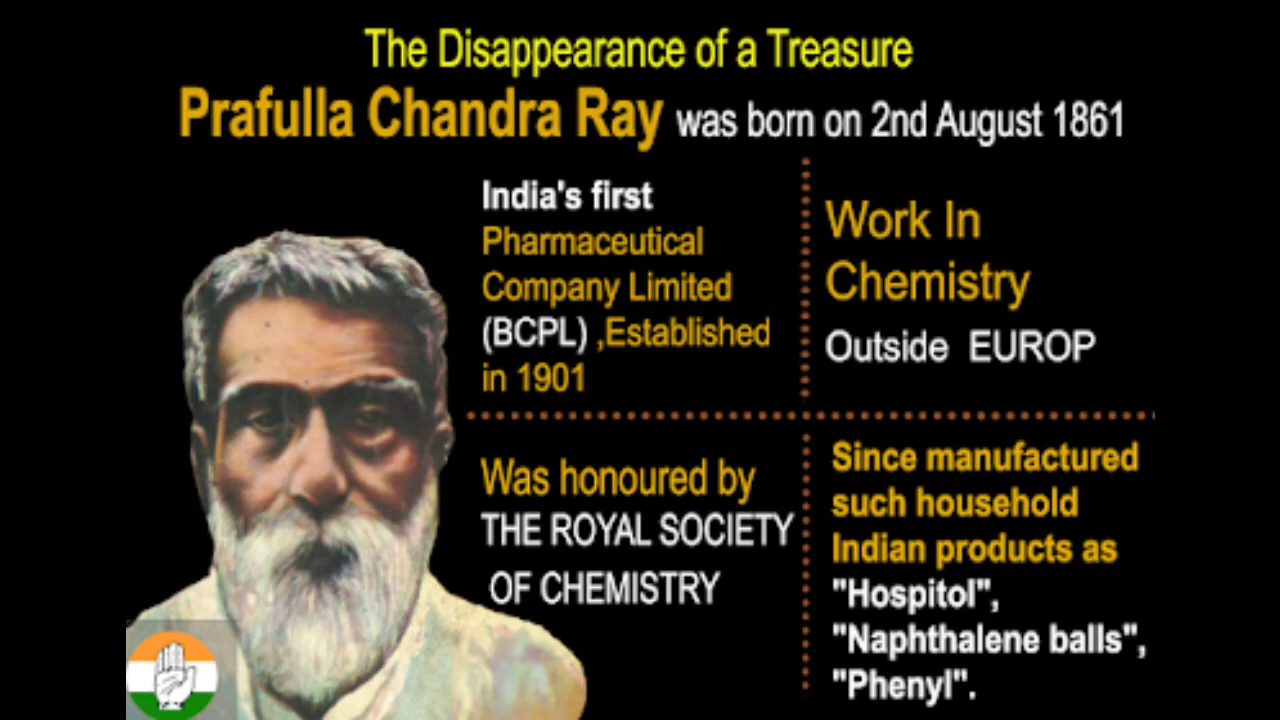 The Disappearance of a Treasure
Prafulla Chandra Ray was born on 2nd August 1861
India's first
Pharmaceutical
Company Limited
(BCPL) ,Established
in 1901
Work In
Chemistry
Outside EUROP
Was honoured by
THE ROYAL SOCIETY
OF CHEMISTRY
Since manufactured
such household
Indian products as
"Hospitol",
"Naphthalene balls",
"Phenyl".